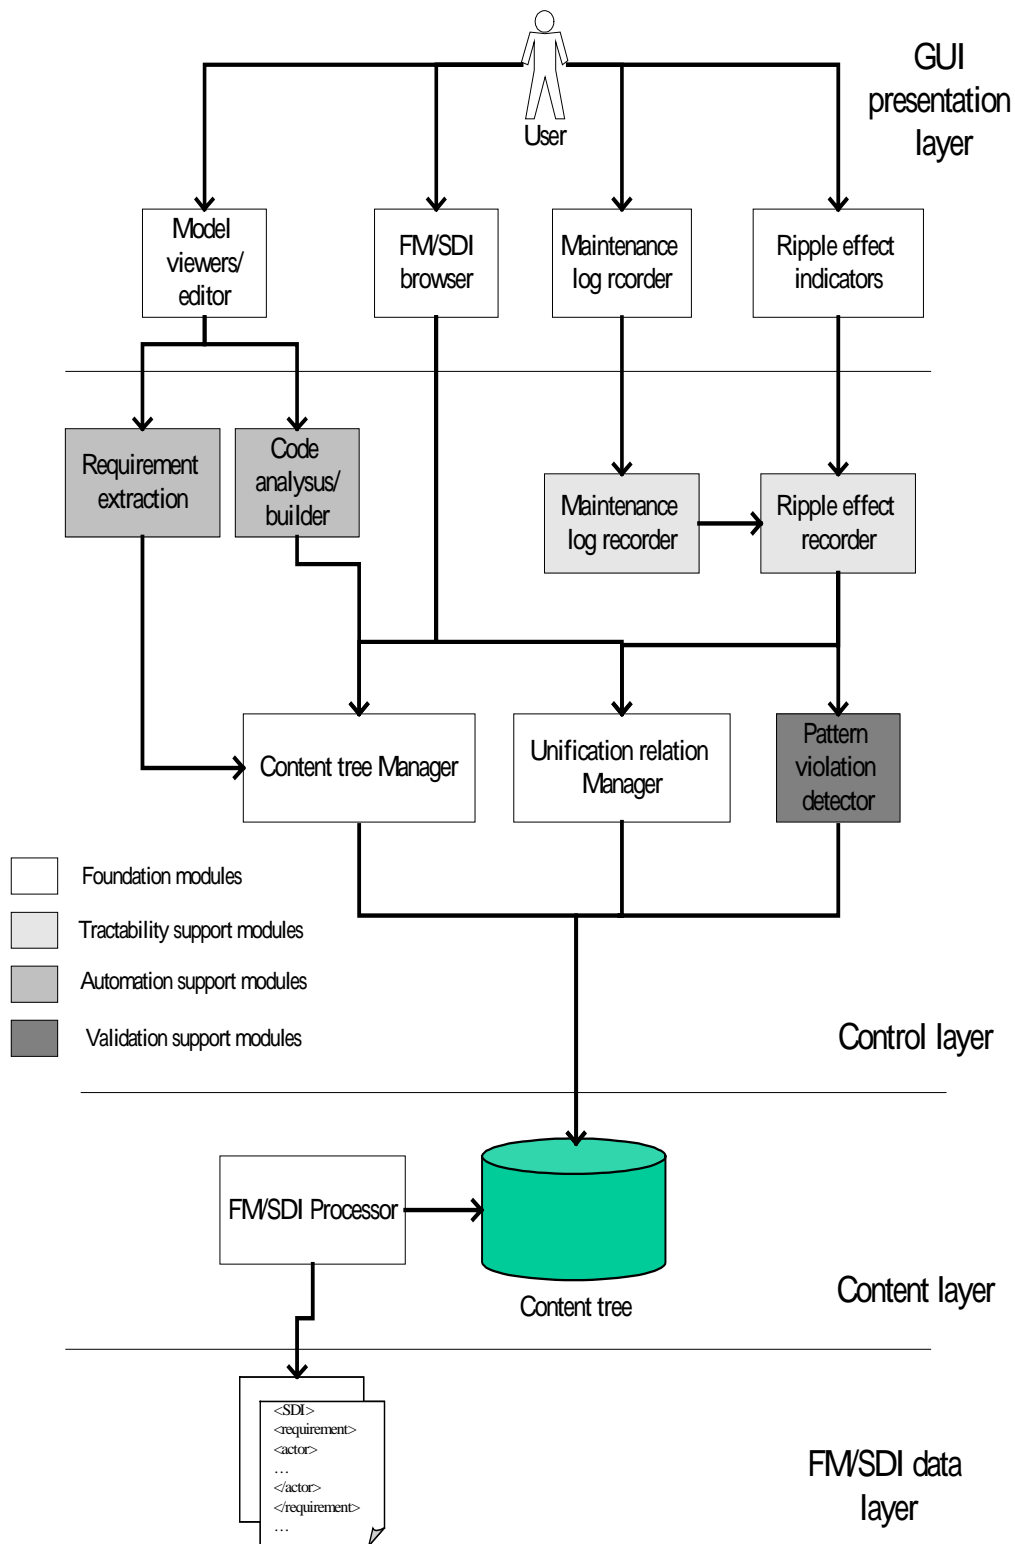 User
GUI
presentation
layer
Model
viewers/
editor
FM/SDI
browser
Maintenance
log rcorder
Ripple effect
indicators
Requirement
extraction
Code
analysus/
builder
Maintenance
log recorder
Ripple effect
recorder
Content tree Manager
Unification relation
Manager
Pattern
violation
detector
Foundation modules
Tractability support modules
Automation support modules
Validation support modules
Control layer
FM/SDI Processor
Content tree
Content layer
<SDI>
<requirement>
<actor>
…
</actor>
</requirement>
…
FM/SDI data
layer